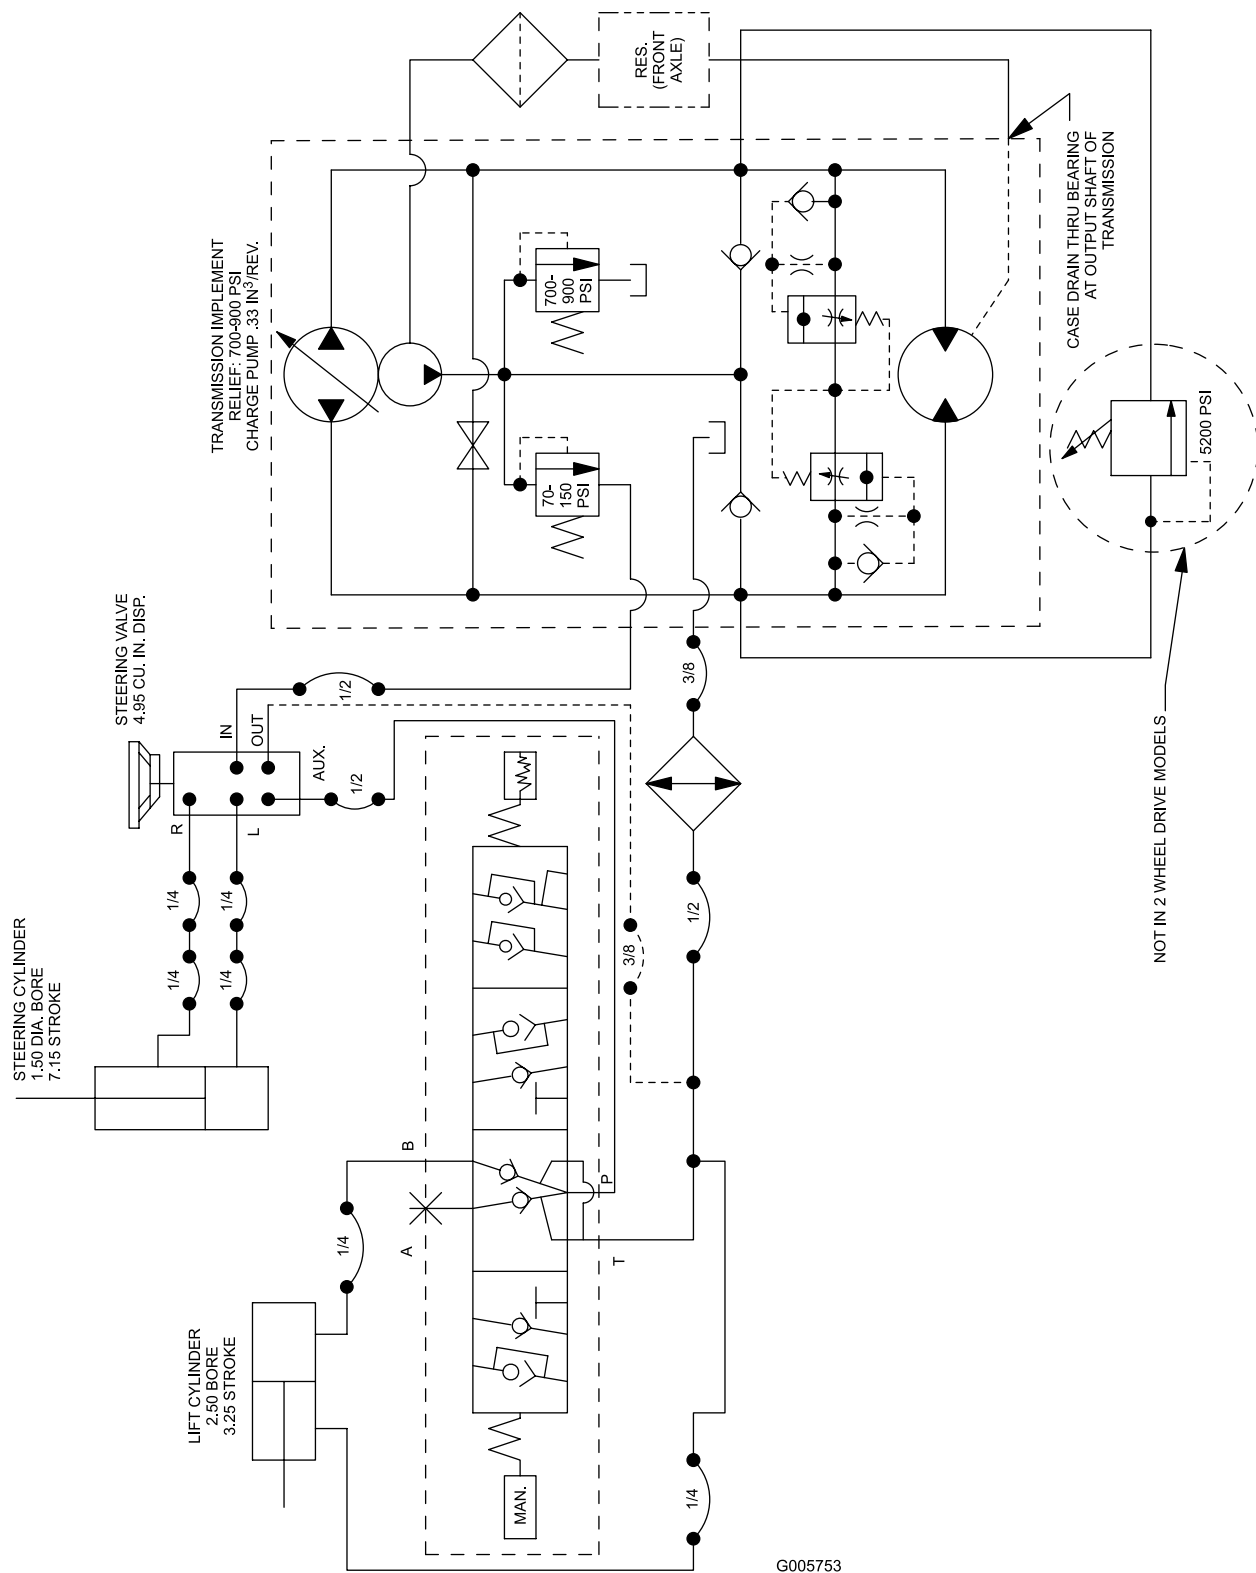 STEERING CYLINDER
1.50 DIA. BORE
7.15 STROKE
STEERING VALVE
4.95 CU. IN. DISP.
TRANSMISSION IMPLEMENT
RELIEF: 700-900 PSI
CHARGE PUMP .33 IN³/REV.
RES.
(FRONT
AXLE)
CASE DRAIN THRU BEARING
AT OUTPUT SHAFT OF
TRANSMISSION
700-
900
PSI
70-
150
PSI
5200 PSI
NOT IN 2 WHEEL DRIVE MODELS
R
L
IN
OUT
AUX.
1/4
1/4
1/4
1/4
1/2
1/2
3/8
3/8
1/2
LIFT CYLINDER
2.50 BORE
3.25 STROKE
1/4
A
B
P
T
MAN.
1/4
G005753